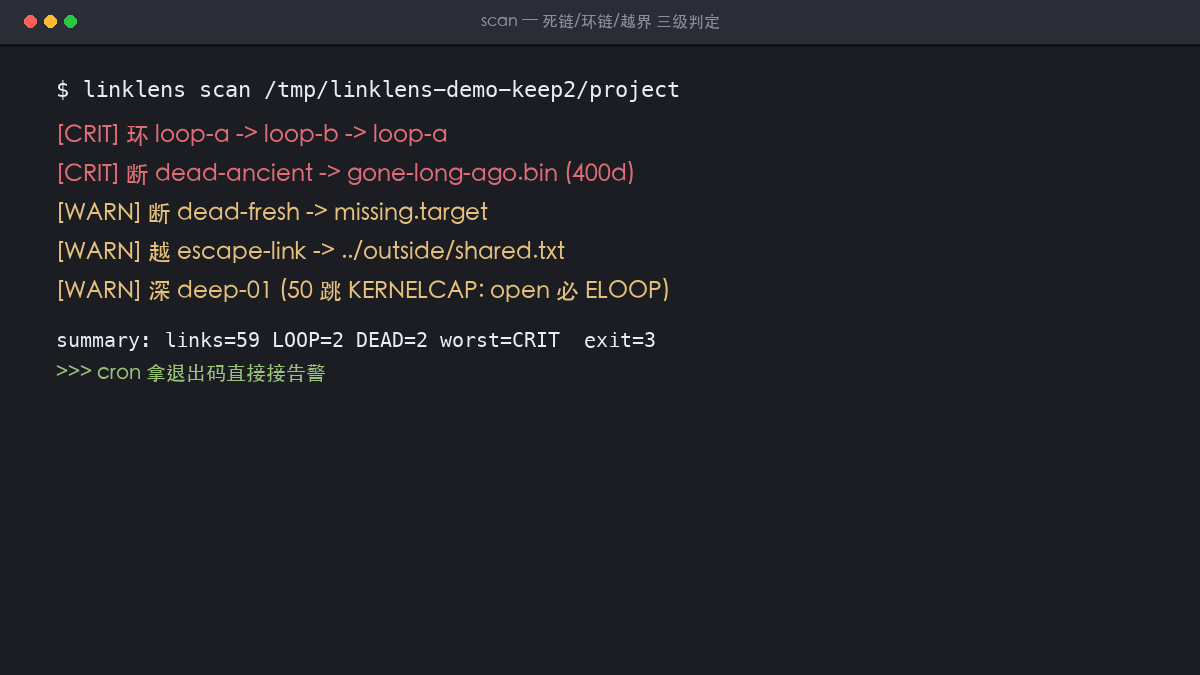 scan — 死链/环链/越界 三级判定
$ linklens scan /tmp/linklens-demo-keep2/project
[CRIT] 环 loop-a -> loop-b -> loop-a
[CRIT] 断 dead-ancient -> gone-long-ago.bin (400d)
[WARN] 断 dead-fresh -> missing.target
[WARN] 越 escape-link -> ../outside/shared.txt
[WARN] 深 deep-01 (50 跳 KERNELCAP: open 必 ELOOP)
summary: links=59 LOOP=2 DEAD=2 worst=CRIT  exit=3
>>> cron 拿退出码直接接告警